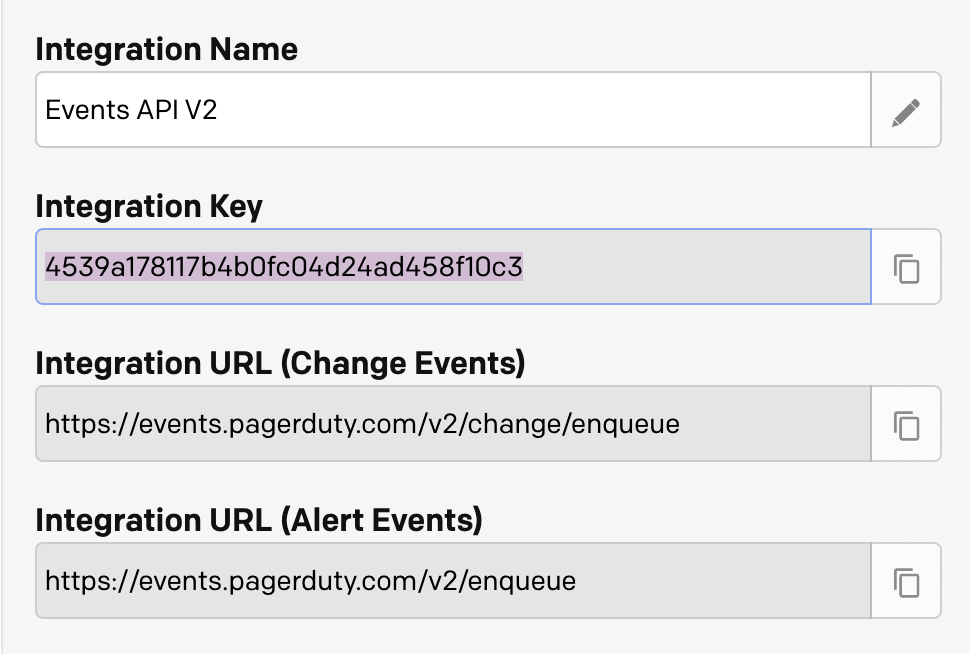 Integration Name
Events API V2
Integration Key
4539a178117b4b0fc04d24ad458f10c3
Integration URL (Change Events)
https://events.pagerduty.com/v2/change/enqueue
Integration URL (Alert Events)
https://events.pagerduty.com/v2/enqueue